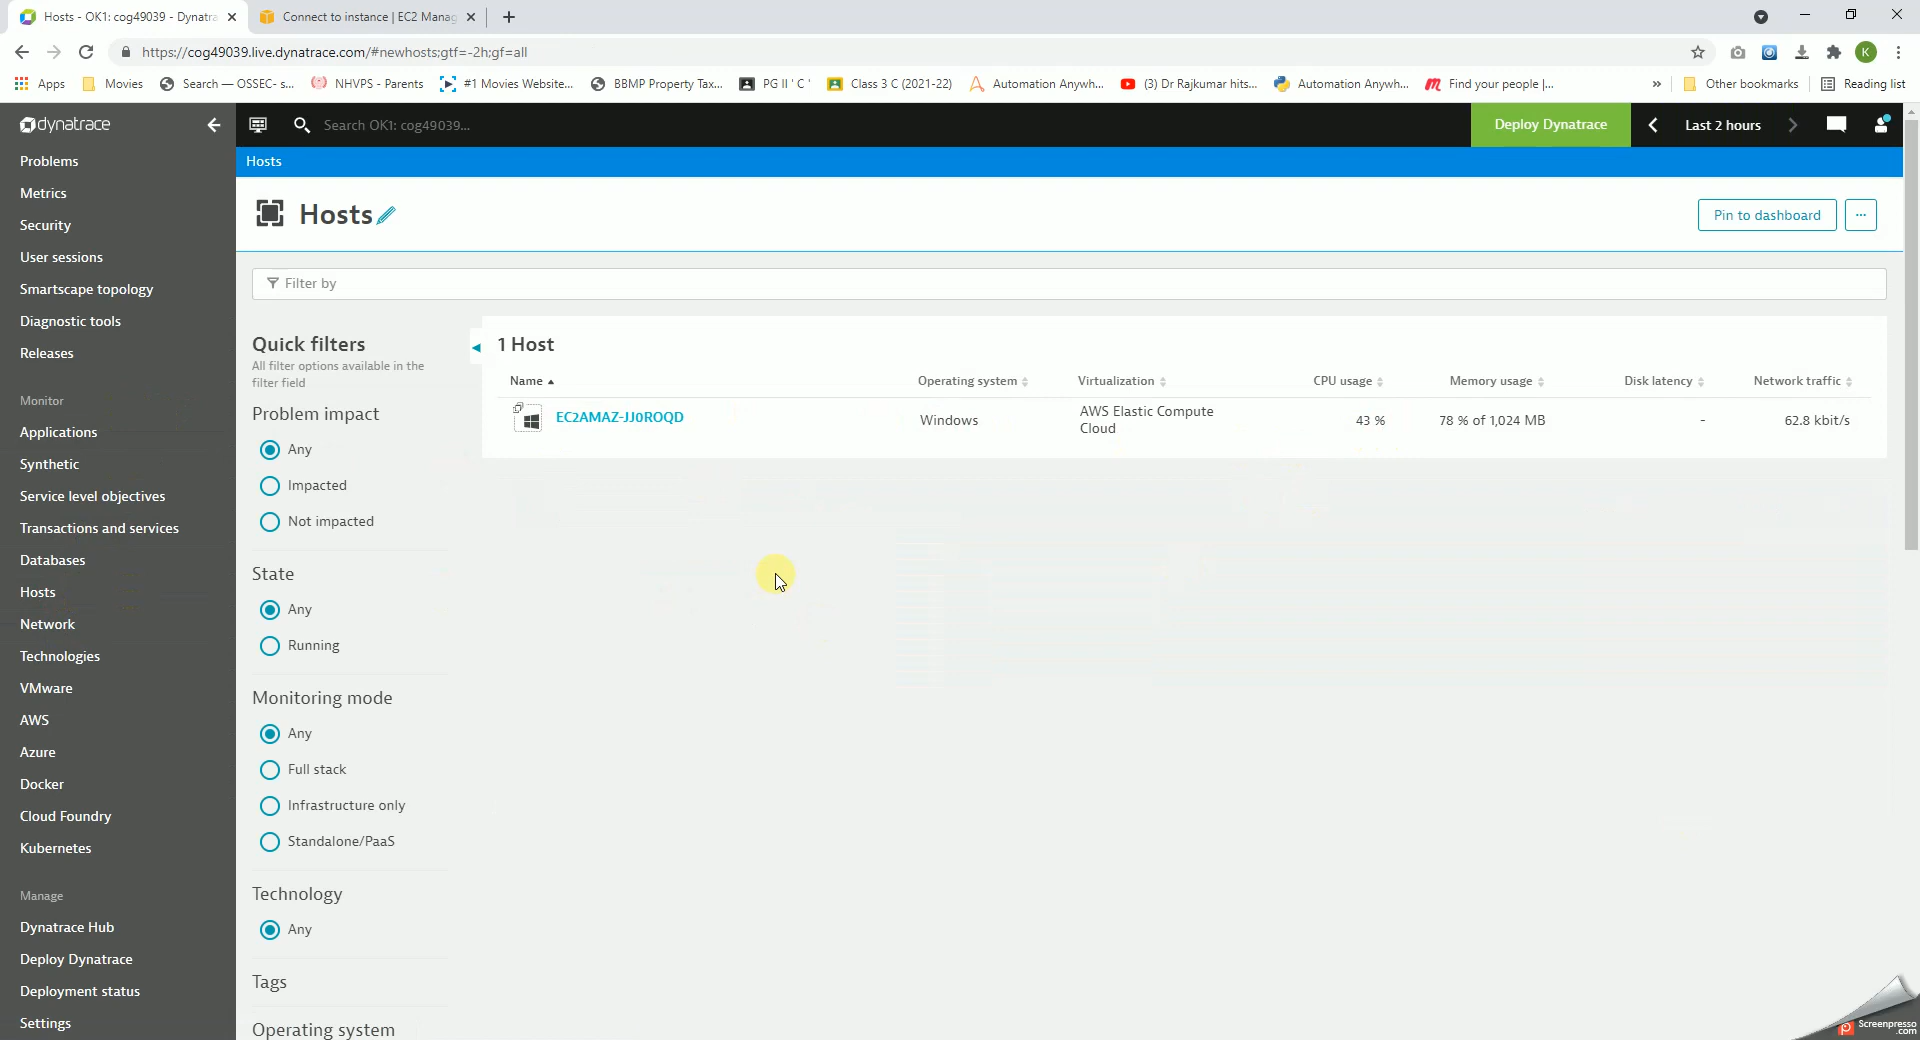 Hosts - OK1: cog49039 - Dynatra
Connect to instance | EC2 Manag
https://cog49039.live.dynatrace.com/#newhosts;gtf=-2h;gf=all
K
Apps
Movies
Search — OSSEC- s...
NHVPS - Parents
#1 Movies Website...
BBMP Property Tax...
PG II ' C '
Class 3 C (2021-22)
Automation Anywh...
(3) Dr Rajkumar hits...
Automation Anywh...
Find your people |...
»
Other bookmarks
Reading list
dynatrace
Search OK1: cog49039...
Deploy Dynatrace
Last 2 hours
Problems
Metrics
Security
User sessions
Smartscape topology
Diagnostic tools
Releases
Monitor
Applications
Synthetic
Service level objectives
Transactions and services
Databases
Hosts
Network
Technologies
VMware
AWS
Azure
Docker
Cloud Foundry
Kubernetes
Manage
Dynatrace Hub
Deploy Dynatrace
Deployment status
Settings
Hosts
Hosts
Pin to dashboard
...
Filter by
Quick filters
All filter options available in the
filter field
Problem impact
Any
Impacted
Not impacted
State
Any
Running
Monitoring mode
Any
Full stack
Infrastructure only
Standalone/PaaS
Technology
Any
Tags
Operating system
1 Host
Name
Operating system
Virtualization
CPU usage
Memory usage
Disk latency
Network traffic
EC2AMAZ-JJ0ROQD
Windows
AWS Elastic Compute
Cloud
43 %
78 % of 1,024 MB
-
62.8 kbit/s
Screenpresso
.com